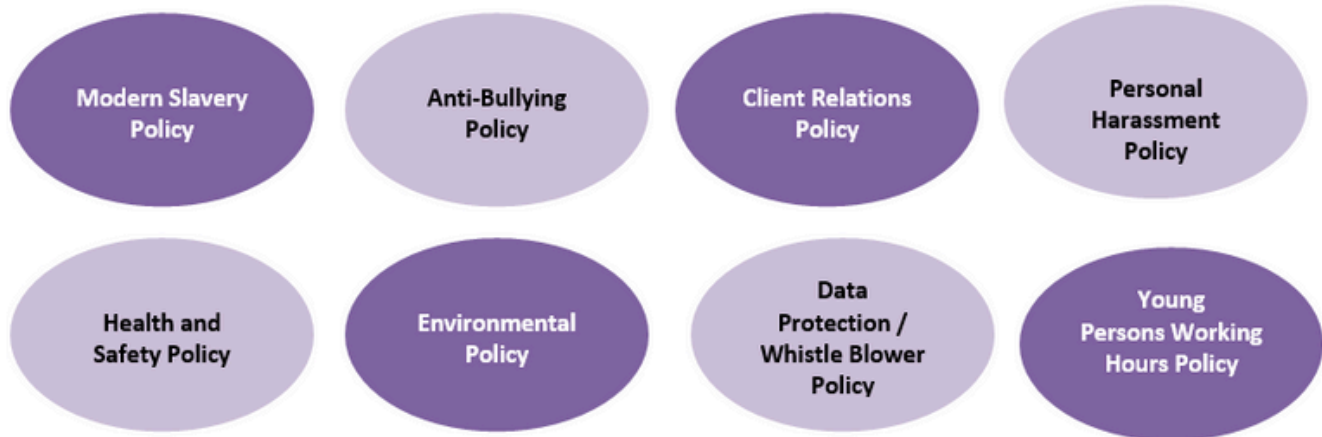 Modern Slavery
Policy
Anti-Bullying
Policy
Client Relations
Policy
Personal
Harassment
Policy
Health and
Safety Policy
Environmental
Policy
Data
Protection /
Whistle Blower
Policy
Young
Persons Working
Hours Policy